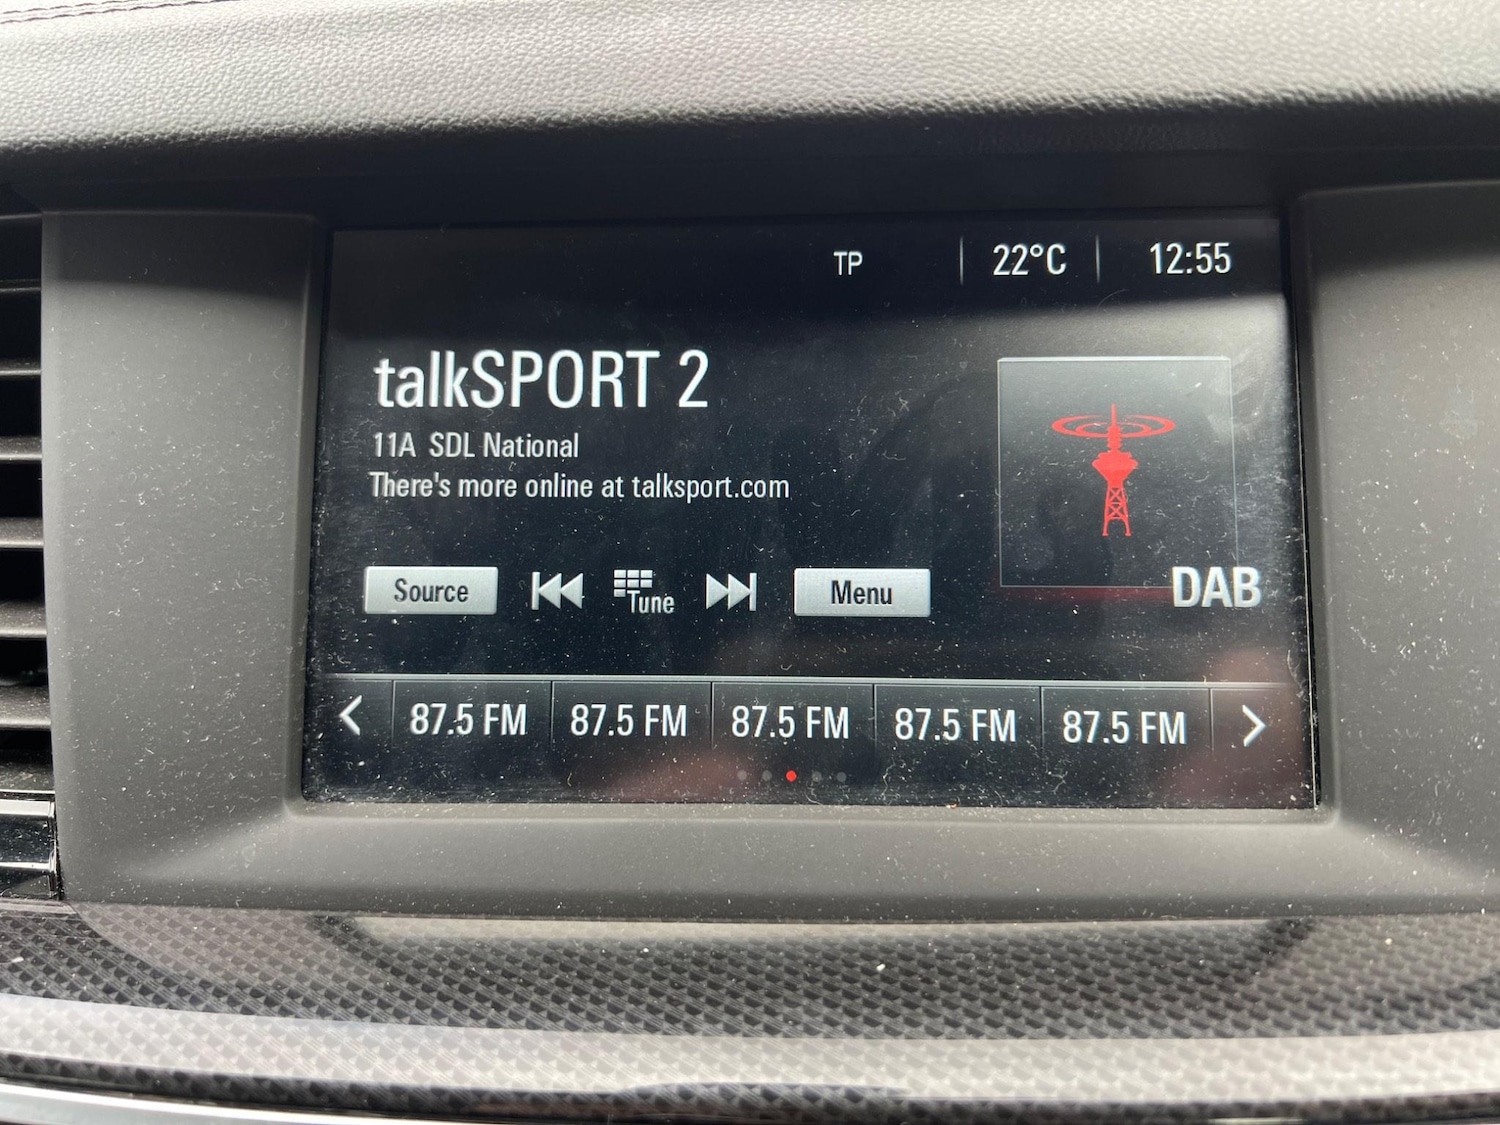 TP 22°C 12:55
talkSPORT 2
11A SDL National
There's more online at talksport.com
Source Tune Menu
DAB
87.5 FM 87.5 FM 87.5 FM 87.5 FM 87.5 FM